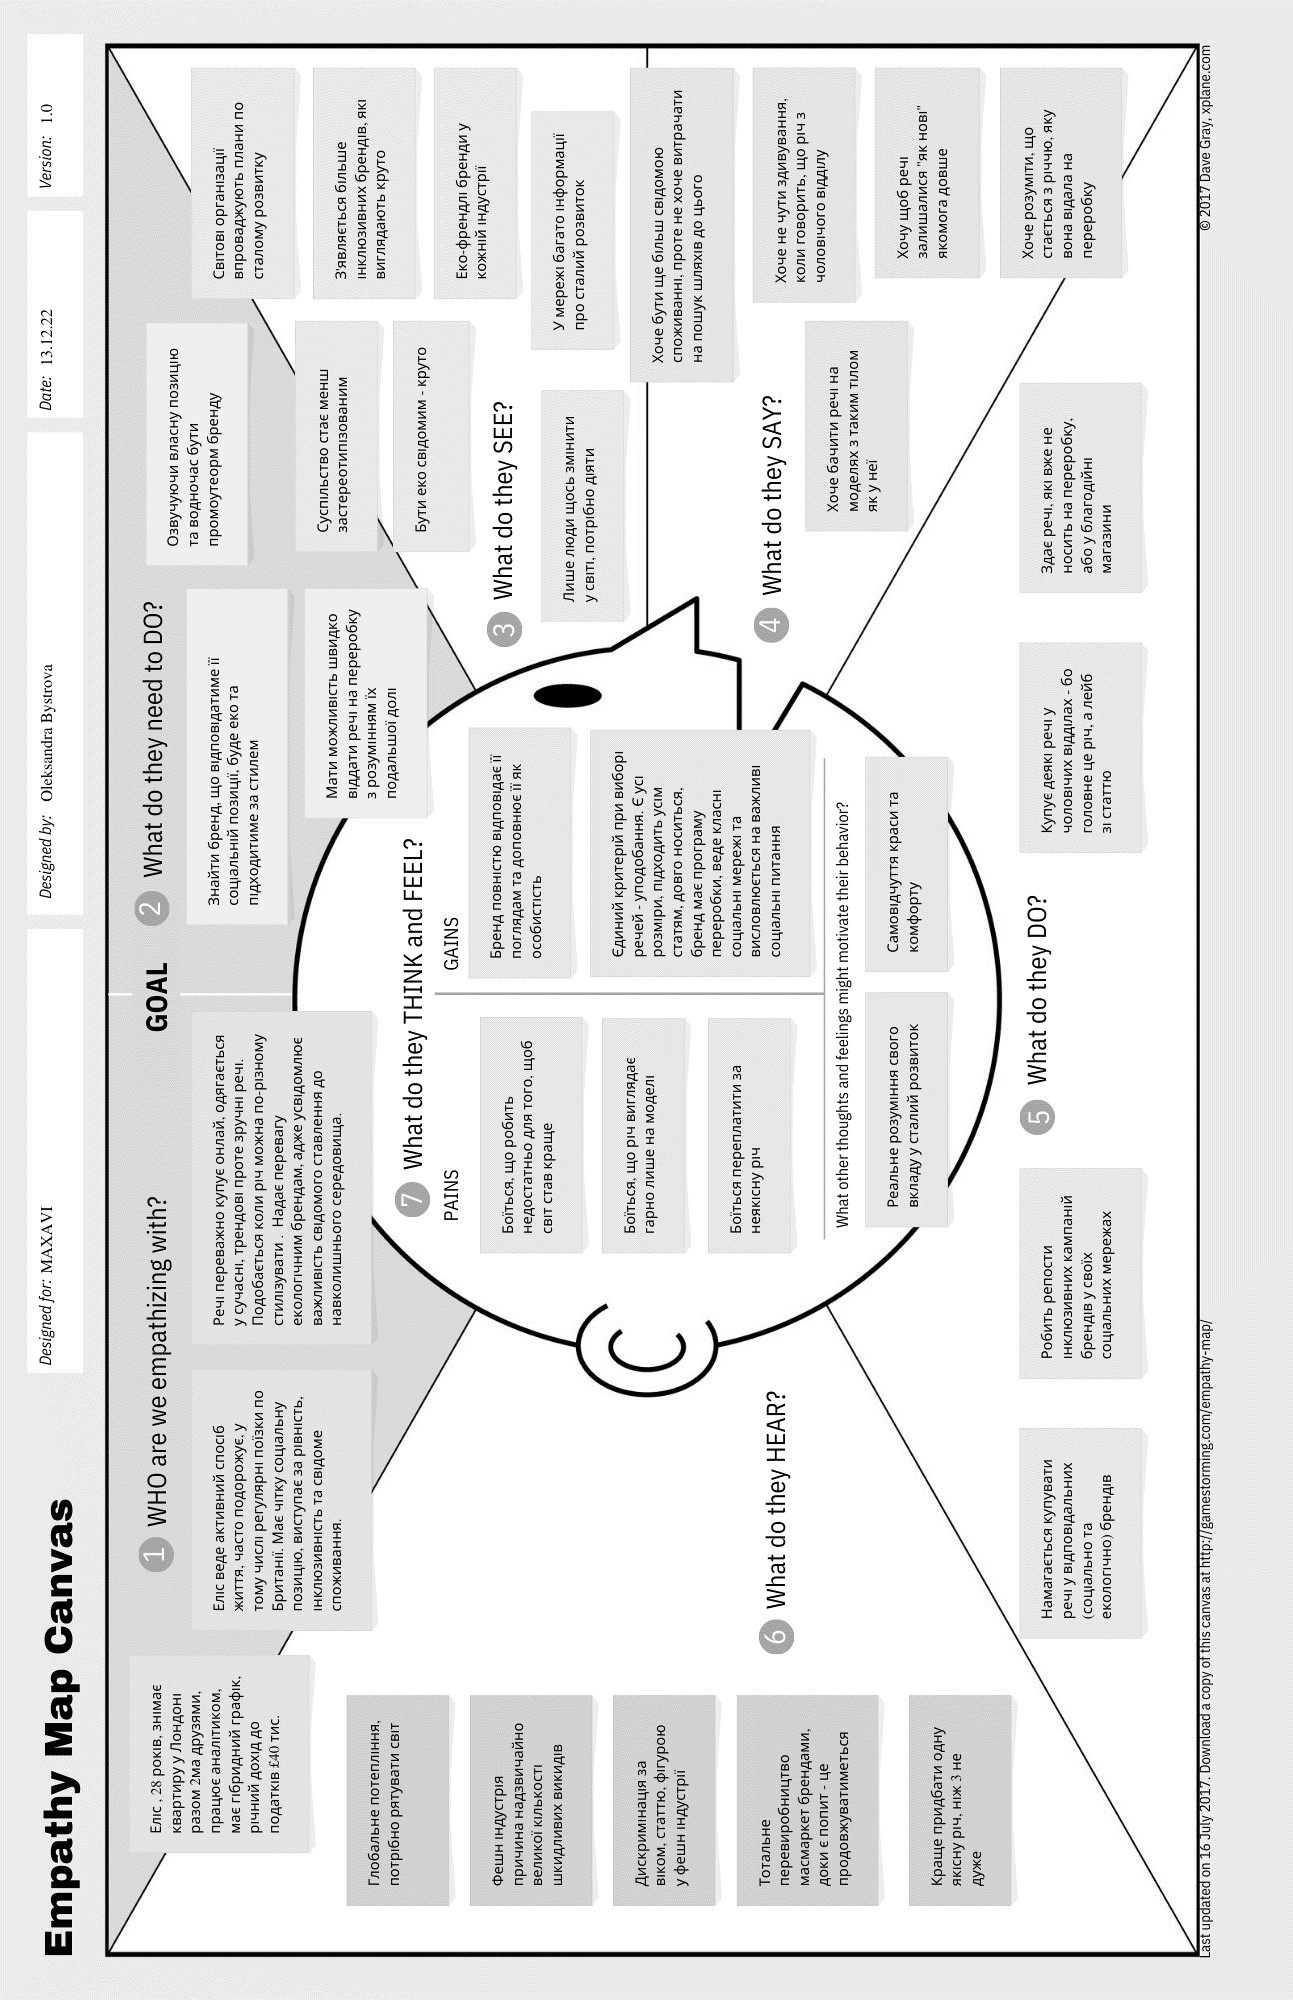 Empathy Map Canvas
Designed for: MAXAVI
Designed by: Oleksandra Bystrova
Date: 13.12.22
Version: 1.0
1 WHO are we empathizing with?
GOAL
2 What do they need to DO?
Еліс , 28 років, знімає
квартиру у Лондоні
разом 2ма друзями,
працює аналітиком,
має гібридний графік,
річний дохід до
податків £40 тис.
Еліс веде активний спосіб
життя, часто подорожує, у
тому числі регулярні поїзки по
Британії. Має чітку соціальну
позицію, виступає за рівність,
інклюзивність та свідоме
споживання.
Речі переважно купує онлай, одягається
у сучасні, трендові проте зручні речі.
Подобається коли річ можна по-різному
стилізувати . Надає перевагу
екологічним брендам, адже усвідомлює
важливість свідомого ставлення до
навколишнього середовища.
Знайти бренд, що відповідатиме її
соціальній позиції, буде еко та
підходитиме за стилем
Мати можливість швидко
віддати речі на переробку
з розумінням їх
подальшої долі
Озвучуючи власну позицію
та водночас бути
промоутеорм бренду
3 What do they SEE?
Світові організації
впроваджують плани по
сталому розвитку
З'являється більше
інклюзивних брендів, які
виглядають круто
Еко-френдлі бренди у
кожній індустрії
У мережі багато інформації
про сталий розвиток
Суспільство стає менш
застереотипізованим
Бути еко свідомим - круто
Лише люди щось змінити
у світі, потрібно діяти
4 What do they SAY?
Хоче бути ще більш свідомою
споживанні, проте не хоче витрачати
на пошук шляхів до цього
Хоче не чути здивування,
коли говорить, що річ з
чоловічого відділу
Хочу щоб речі
залишалися "як нові"
якомога довше
Хоче розуміти, що
стається з річчю, яку
вона відала на
переробку
Хоче бачити речі на
моделях з таким тілом
як у неї
5 What do they DO?
Намагається купувати
речі у відповідальних
(соціально та
екологічно) брендів
Робить репости
інклюзивних кампаній
брендів у своїх
соціальних мережах
Купує деякі речі у
чоловічих відділах - бо
головне це річ, а лейб
зі статтю
Здає речі, які вже не
носить на переробку,
або у благодійні
магазини
6 What do they HEAR?
Глобальне потепління,
потрібно рятувати світ
Фешн індустрія
причина надзвичайно
великої кількості
шкидливих викидів
Дискримінація за
віком, статтю, фігурою
у фешн індустрії
Тотальне
перевиробництво
масмаркет брендами,
доки є попит - це
продовжуватиметься
Краще придбати одну
якісну річ, ніж 3 не
дуже
7 What do they THINK and FEEL?
PAINS
GAINS
Боїться, що робить
недостатньо для того, щоб
світ став краще
Боїться, що річ виглядає
гарно лише на моделі
Боїться переплатити за
неякісну річ
Бренд повністю відповідає її
поглядам та доповнює її як
особистість
Єдиний критерій при виборі
речей - уподобання. Є усі
розміри, підходить усім
статям, довго носиться,
бренд має програму
переробки, веде класні
соціальні мережі та
висловлюється на важливі
соціальні питання
What other thoughts and feelings might motivate their behavior?
Реальне розуміння свого
вкладу у сталий розвиток
Самовідчуття краси та
комфорту
Last updated on 16 July 2017. Download a copy of this canvas at http://gamestorming.com/empathy-map/
© 2017 Dave Gray, xplane.com